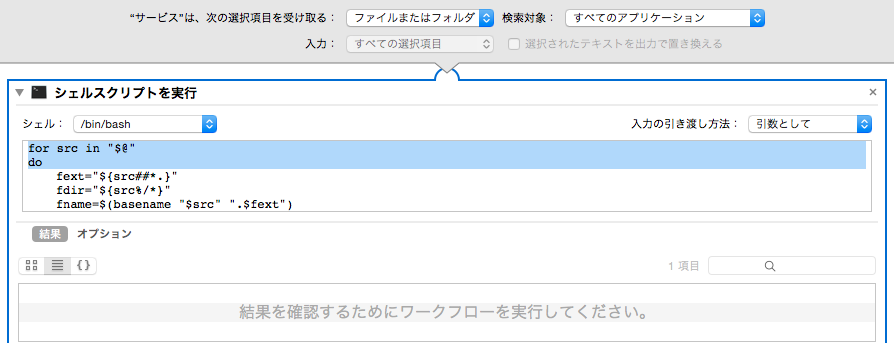 "サービス"は、次の選択項目を受け取る： ファイルまたはフォルダ 検索対象： すべてのアプリケーション
入力： すべての選択項目 選択されたテキストを出力で置き換える
シェルスクリプトを実行
シェル： /bin/bash 入力の引き渡し方法： 引数として
for src in "$@"
do
fext="${src##*.}"
fdir="${src%/*}"
fname=$(basename "$src" ".$fext")
結果 オプション
{} 1 項目
結果を確認するためにワークフローを実行してください。